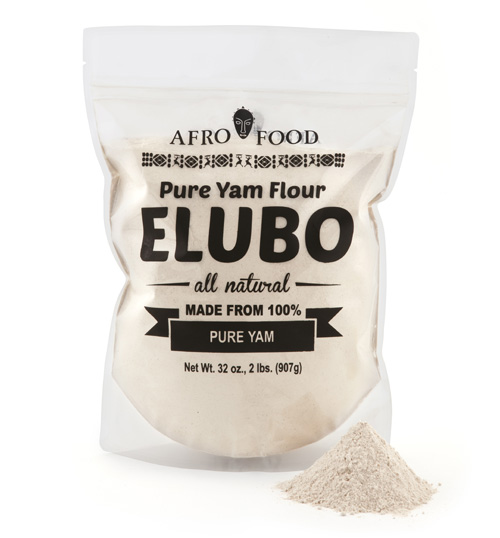 AFRO FOOD
Pure Yam Flour
ELUBO
all natural
MADE FROM 100%
PURE YAM
Net Wt. 32 oz., 2 lbs. (907g)